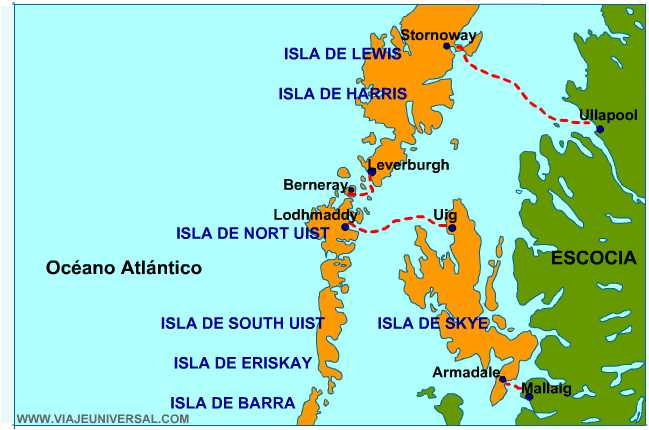 Stornoway
ISLA DE LEWIS
ISLA DE HARRIS
Ullapool
Leverburgh
Berneray
Lodhmaddy
Uig
ISLA DE NORT UIST
ESCOCIA
Océano Atlántico
ISLA DE SOUTH UIST
ISLA DE SKYE
ISLA DE ERISKAY
Armadale
Mallaig
ISLA DE BARRA
WWW.VIAJEUNIVERSAL.COM